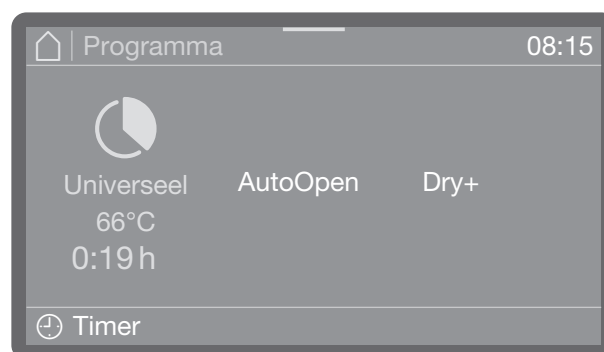 Programma 08:15
Universeel AutoOpen Dry+
66°C
0:19 h
Timer